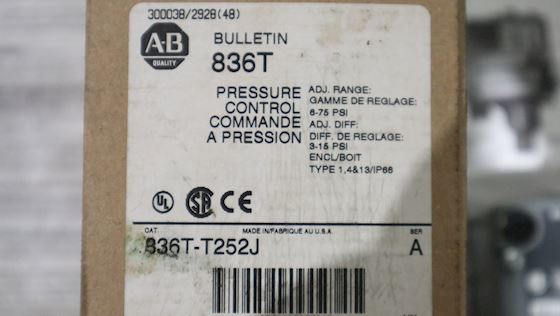 300038/2928(48)
A-B
QUALITY
BULLETIN
836T
PRESSURE
CONTROL
COMMANDE
A PRESSION
ADJ. RANGE:
GAMME DE REGLAGE:
6-75 PSI
ADJ. DIFF:
DIFF. DE REGLAGE:
3-15 PSI
ENCL/BOIT
TYPE 1,4&13/IP66
UL
SA
CE
CAT. MADE IN/FABRIQUE AU U.S.A. SER
836T-T252J A